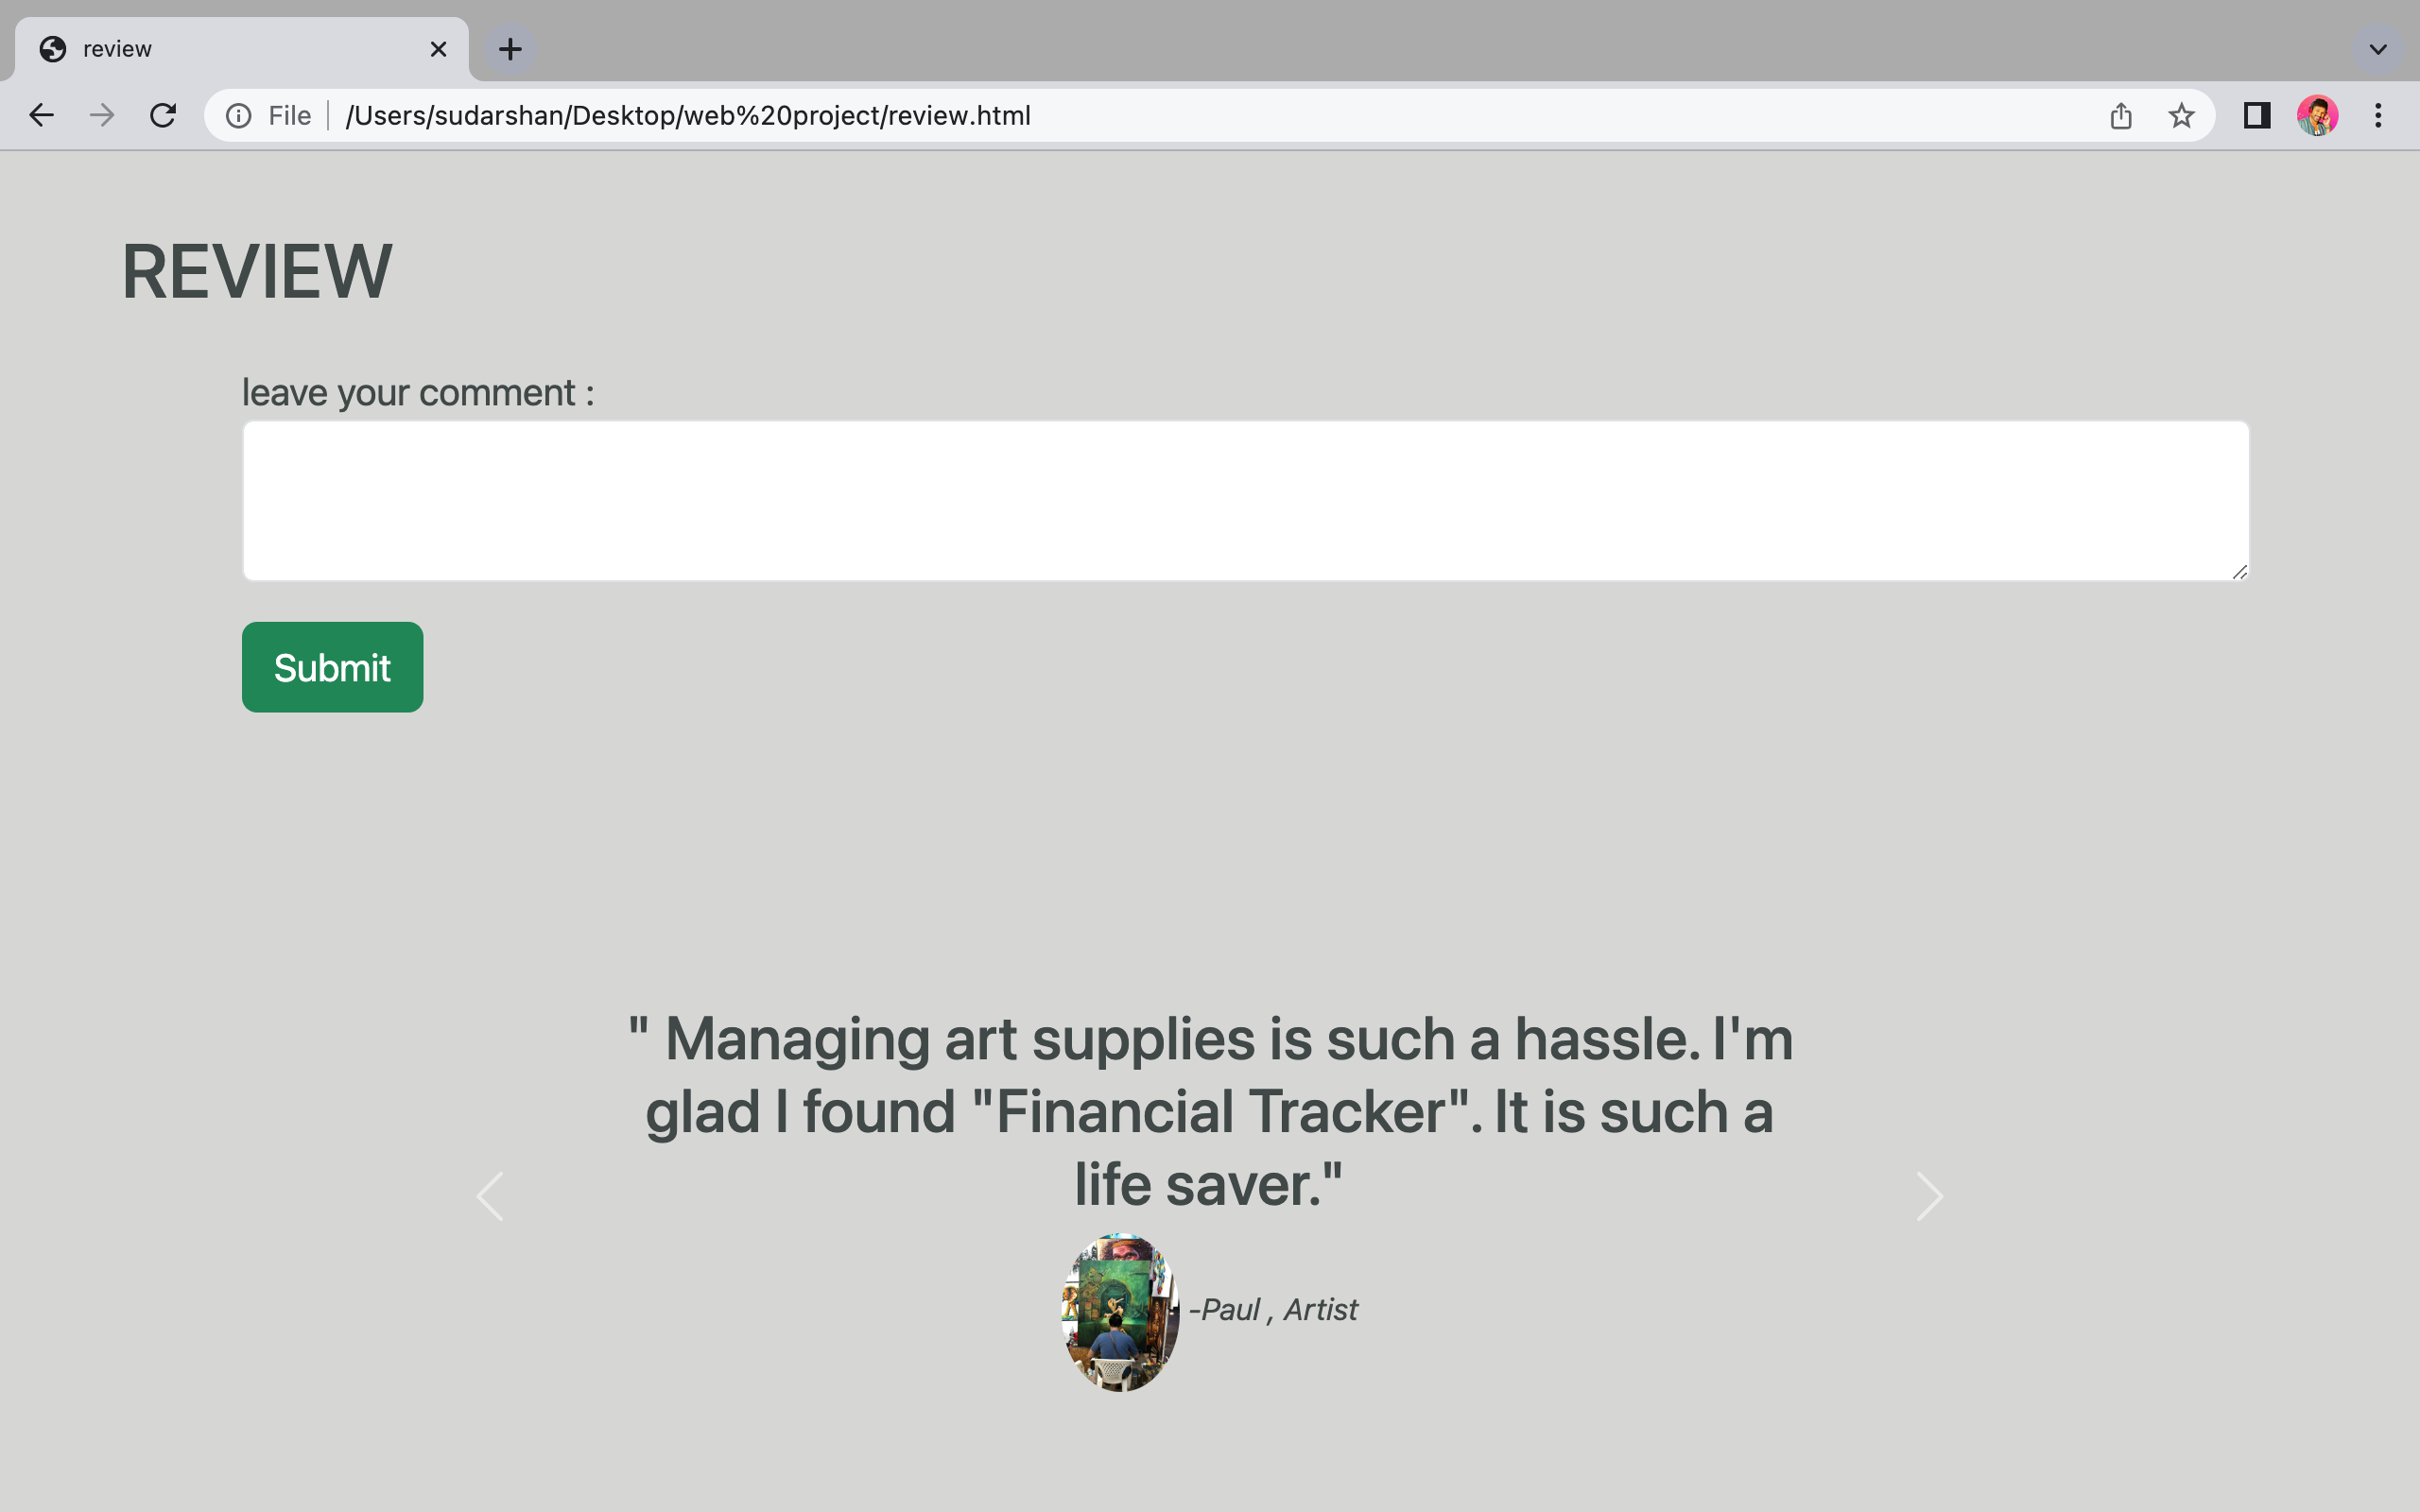 review
File
/Users/sudarshan/Desktop/web%20project/review.html
REVIEW
leave your comment :
Submit
" Managing art supplies is such a hassle. I'm
glad I found "Financial Tracker". It is such a
life saver."
-Paul , Artist